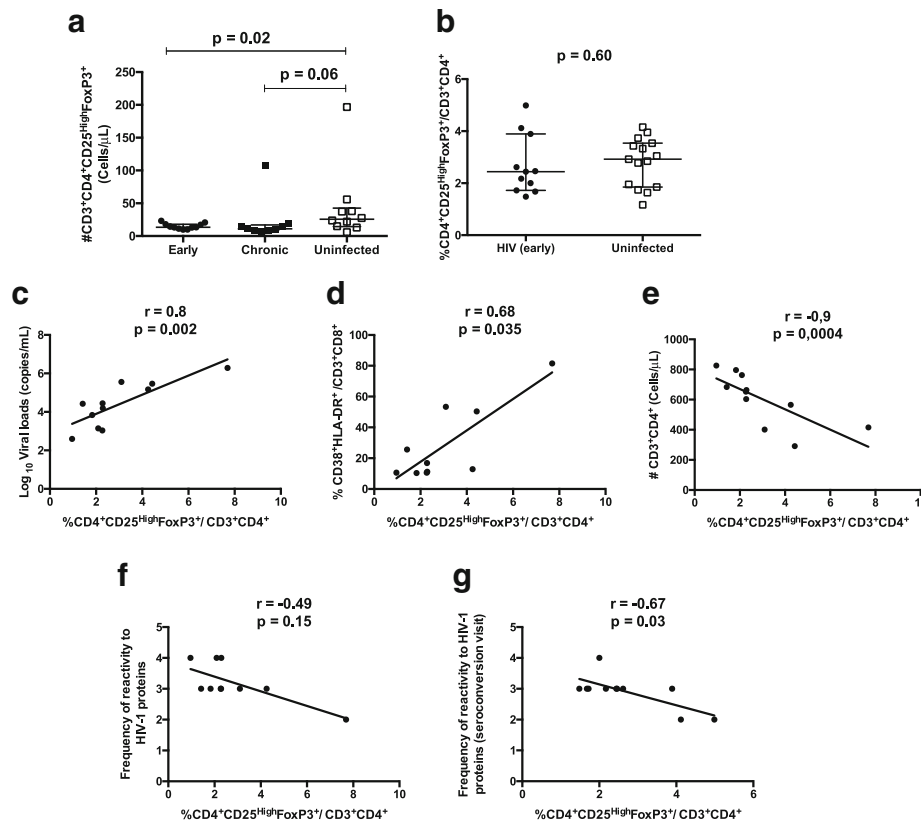 a
p = 0.02
p = 0.06
#CD3⁺CD4⁺CD25ᴴⁱᵍʰFoxP3⁺
(Cells/µL)
250
200
150
100
50
0
Early
Chronic
Uninfected
b
p = 0.60
%CD4⁺CD25ᴴⁱᵍʰFoxP3⁺/CD3⁺CD4⁺
6
4
2
0
HIV (early)
Uninfected
c
r = 0.8
p = 0.002
Log₁₀ Viral loads (copies/mL)
8
6
4
2
0
0 2 4 6 8 10
%CD4⁺CD25ᴴⁱᵍʰFoxP3⁺/ CD3⁺CD4⁺
d
r = 0.68
p = 0.035
% CD38⁺HLA-DR⁺ /CD3⁺CD8⁺
100
80
60
40
20
0
0 2 4 6 8 10
%CD4⁺CD25ᴴⁱᵍʰFoxP3⁺/ CD3⁺CD4⁺
e
r = -0,9
p = 0,0004
# CD3⁺CD4⁺ (Cells/µL)
1000
800
600
400
200
0
0 2 4 6 8
%CD4⁺CD25ᴴⁱᵍʰFoxP3⁺/ CD3⁺CD4⁺
f
r = -0.49
p = 0.15
Frequency of reactivity to
HIV-1 proteins
5
4
3
2
1
0
0 2 4 6 8 10
%CD4⁺CD25ᴴⁱᵍʰFoxP3⁺/ CD3⁺CD4⁺
g
r = -0.67
p = 0.03
Frequency of reactivity to HIV-1
proteins (seroconversion visit)
5
4
3
2
1
0
0 2 4 6
%CD4⁺CD25ᴴⁱᵍʰFoxP3⁺/ CD3⁺CD4⁺